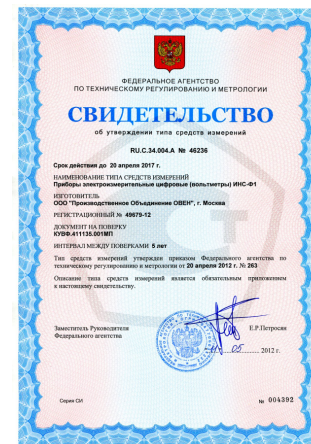 ФЕДЕРАЛЬНОЕ АГЕНТСТВО
ПО ТЕХНИЧЕСКОМУ РЕГУЛИРОВАНИЮ И МЕТРОЛОГИИ
СВИДЕТЕЛЬСТВО
об утверждении типа средств измерений
RU.C.34.004.A № 46236
Срок действия до 20 апреля 2017 г.
НАИМЕНОВАНИЕ ТИПА СРЕДСТВ ИЗМЕРЕНИЙ
Приборы электроизмерительные цифровые (вольтметры) ИНС-Ф1
ИЗГОТОВИТЕЛЬ
ООО "Производственное Объединение ОВЕН", г. Москва
РЕГИСТРАЦИОННЫЙ № 49679-12
ДОКУМЕНТ НА ПОВЕРКУ
КУВФ.411135.001МП
ИНТЕРВАЛ МЕЖДУ ПОВЕРКАМИ 5 лет
Тип средств измерений утвержден приказом Федерального агентства по
техническому регулированию и метрологии от 20 апреля 2012 г. № 263
Описание типа средств измерений является обязательным приложением
к настоящему свидетельству.
Заместитель Руководителя
Федерального агентства
Е.Р.Петросян
05 2012 г.
Серия СИ
№ 004392